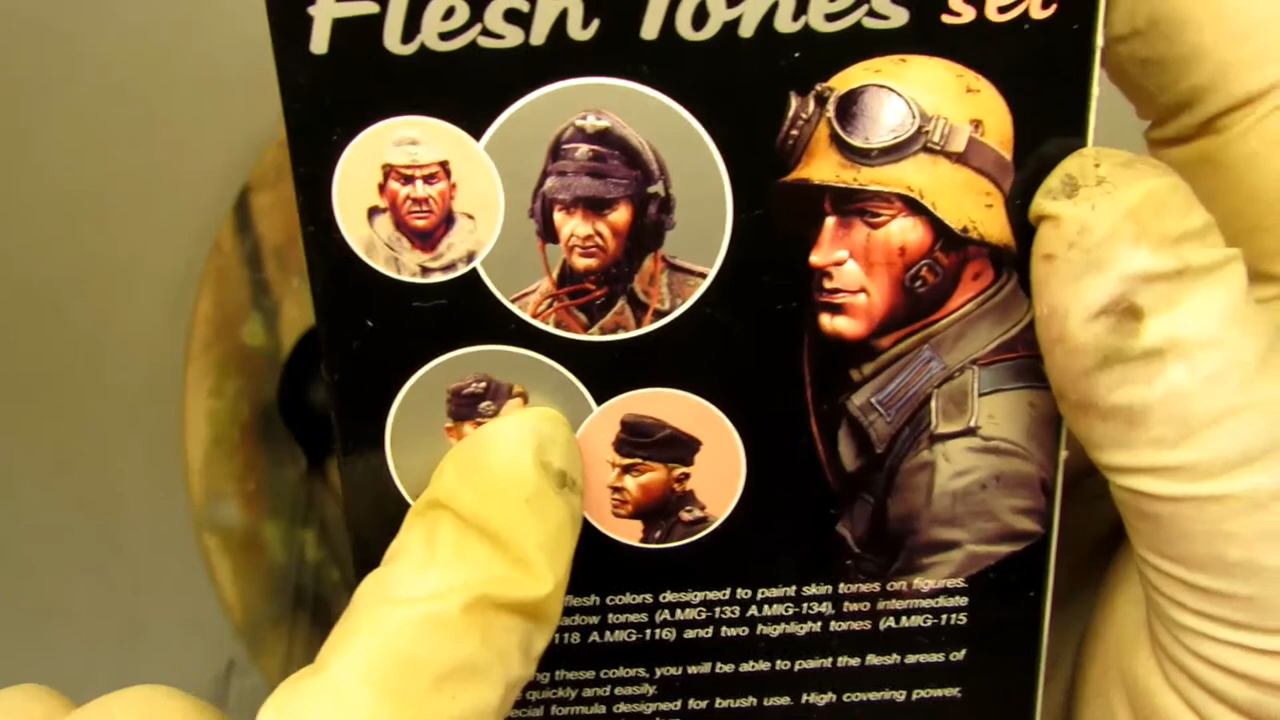 Flesh Tones set
flesh colors designed to paint skin tones on figures.
adow tones (A.MIG-133 A.MIG-134), two intermediate
118 A.MIG-116) and two highlight tones (A.MIG-115
ng these colors, you will be able to paint the flesh areas of
quickly and easily.
ecial formula designed for brush use. High covering power,